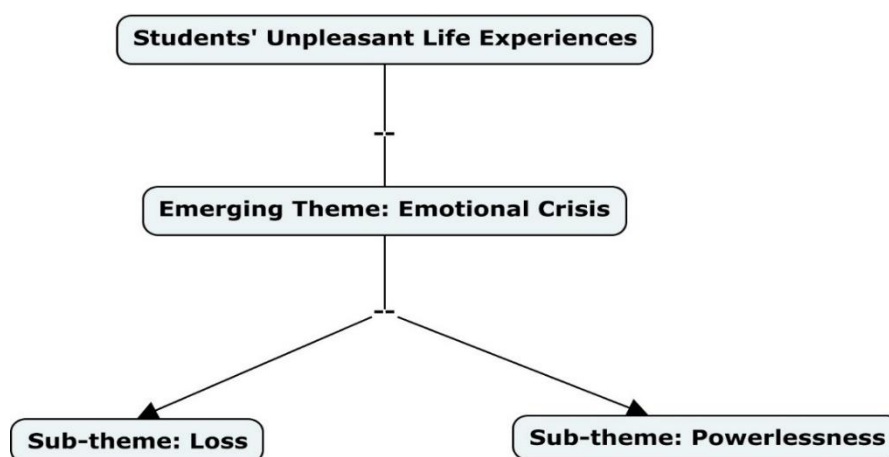 Students' Unpleasant Life Experiences
--
Emerging Theme: Emotional Crisis
--
Sub-theme: Loss
Sub-theme: Powerlessness